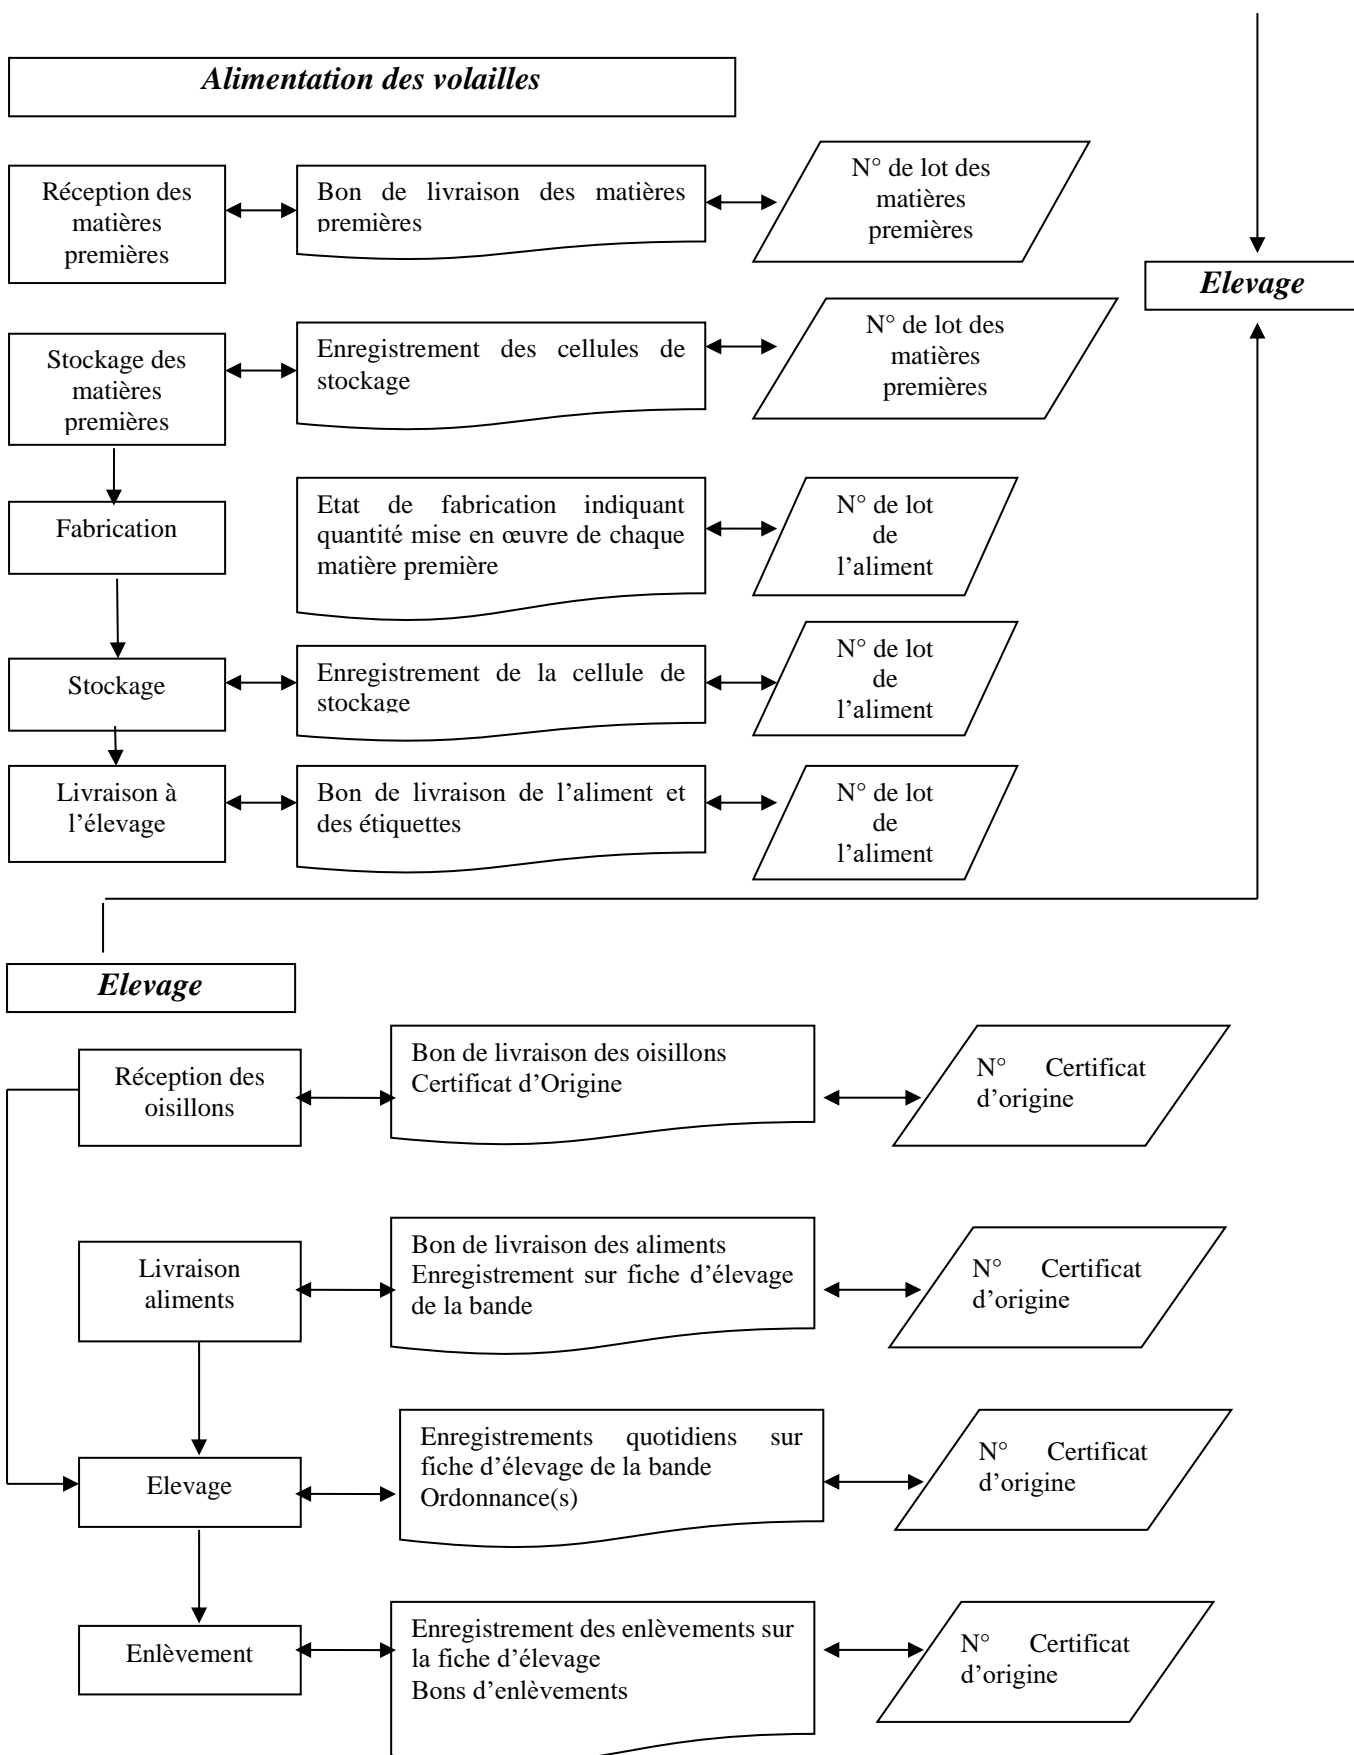 Alimentation des volailles
Réception des
matières
premières
Bon de livraison des matières
premières
N° de lot des
matières
premières
Elevage
Stockage des
matières
premières
Enregistrement des cellules de
stockage
N° de lot des
matières
premières
Fabrication
Etat de fabrication indiquant
quantité mise en œuvre de chaque
matière première
N° de lot
de
l’aliment
Stockage
Enregistrement de la cellule de
stockage
N° de lot
de
l’aliment
Livraison à
l’élevage
Bon de livraison de l’aliment et
des étiquettes
N° de lot
de
l’aliment
Elevage
Réception des
oisillons
Bon de livraison des oisillons
Certificat d’Origine
N° Certificat
d’origine
Livraison
aliments
Bon de livraison des aliments
Enregistrement sur fiche d’élevage
de la bande
N° Certificat
d’origine
Elevage
Enregistrements quotidiens sur
fiche d’élevage de la bande
Ordonnance(s)
N° Certificat
d’origine
Enlèvement
Enregistrement des enlèvements sur
la fiche d’élevage
Bons d’enlèvements
N° Certificat
d’origine